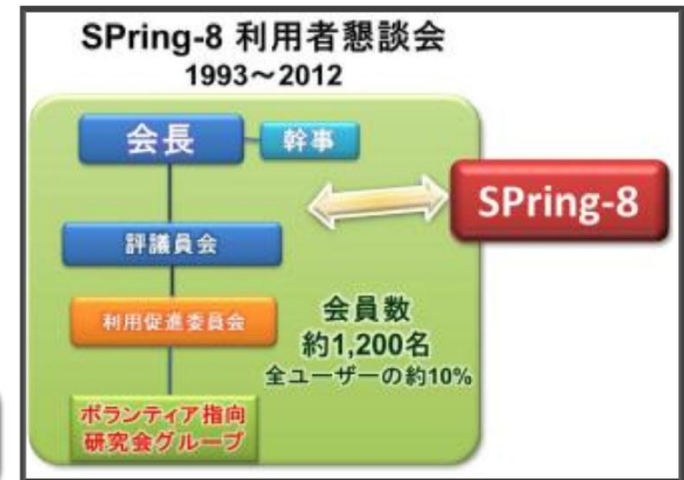 SPring-8 利用者懇談会
1993～2012
会長
幹事
SPring-8
評議員会
利用促進委員会
会員数
約1,200名
全ユーザーの約10%
ボランティア指向
研究会グループ